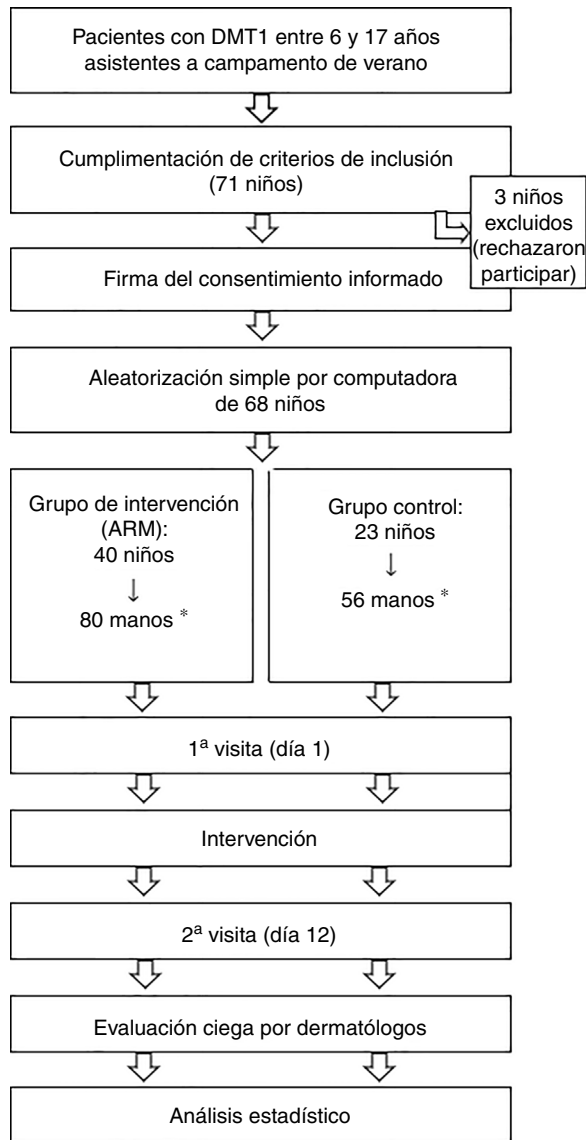 Pacientes con DMT1 entre 6 y 17 años
asistentes a campamento de verano
Cumplimentación de criterios de inclusión
(71 niños)
3 niños
excluidos
(rechazaron
participar)
Firma del consentimiento informado
Aleatorización simple por computadora
de 68 niños
Grupo de intervención
(ARM):
40 niños
↓
80 manos *
Grupo control:
23 niños
↓
56 manos *
1ª visita (día 1)
Intervención
2ª visita (día 12)
Evaluación ciega por dermatólogos
Análisis estadístico